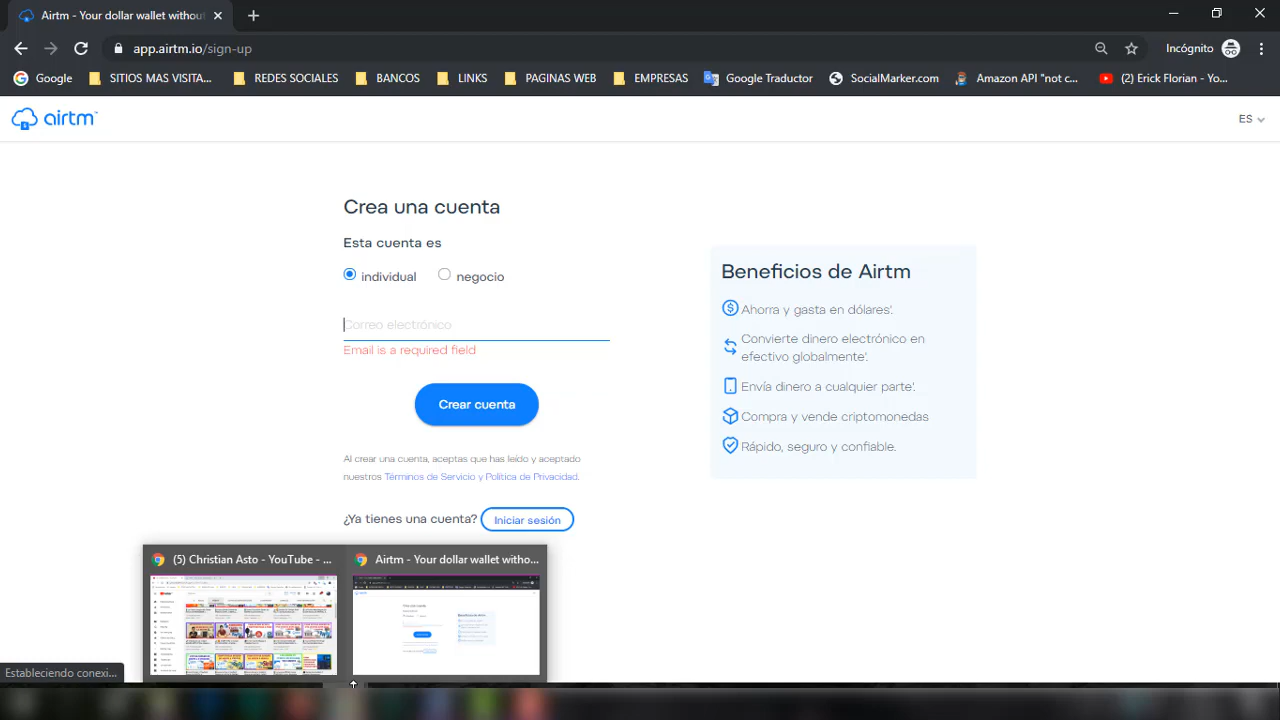 Airtm - Your dollar wallet without
app.airtm.io/sign-up
Incógnito
Google
SITIOS MAS VISITA...
REDES SOCIALES
BANCOS
LINKS
PAGINAS WEB
EMPRESAS
Google Traductor
SocialMarker.com
Amazon API "not c...
(2) Erick Florian - Yo...
airtm™
ES
Crea una cuenta
Esta cuenta es
individual
negocio
Correo electrónico
Email is a required field
Crear cuenta
Al crear una cuenta, aceptas que has leído y aceptado
nuestros Términos de Servicio y Política de Privacidad.
¿Ya tienes una cuenta? Iniciar sesión
Beneficios de Airtm
Ahorra y gasta en dólares*.
Convierte dinero electrónico en
efectivo globalmente*.
Envía dinero a cualquier parte*.
Compra y vende criptomonedas
Rápido, seguro y confiable.
(5) Christian Asto - YouTube - ...
Airtm - Your dollar wallet witho...
Estableciendo conexi...